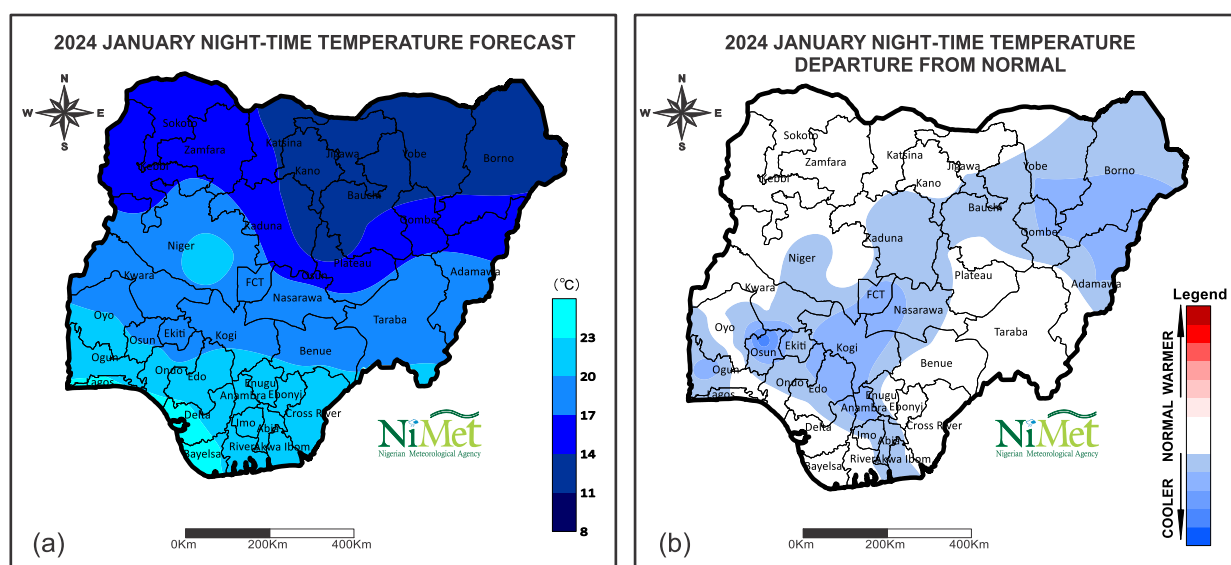 2024 JANUARY NIGHT-TIME TEMPERATURE FORECAST
N
W E
S
Sokoto
Zamfara
Kebbi
Katsina
Jigawa
Kano
Yobe
Borno
Bauchi
Gombe
Kaduna
Niger
Plateau
Adamawa
Kwara
FCT
Nasarawa
Taraba
Oyo
Osun
Ekiti
Kogi
Benue
Ogun
Lagos
Ondo
Edo
Enugu
Anambra
Ebonyi
Cross River
Delta
Imo
Abia
Bayelsa
Rivers
Akwa Ibom
NiMet
Nigerian Meteorological Agency
(°C)
23
20
17
14
11
8
(a)
0Km 200Km 400Km
2024 JANUARY NIGHT-TIME TEMPERATURE
DEPARTURE FROM NORMAL
N
W E
S
Sokoto
Zamfara
Kebbi
Katsina
Jigawa
Kano
Yobe
Borno
Bauchi
Gombe
Kaduna
Niger
Plateau
Adamawa
Kwara
FCT
Nasarawa
Taraba
Oyo
Osun
Ekiti
Kogi
Benue
Ogun
Lagos
Ondo
Edo
Enugu
Anambra
Ebonyi
Cross River
Delta
Imo
Abia
Bayelsa
Rivers
Akwa Ibom
NiMet
Nigerian Meteorological Agency
Legend
WARMER
NORMAL
COOLER
(b)
0Km 200Km 400Km